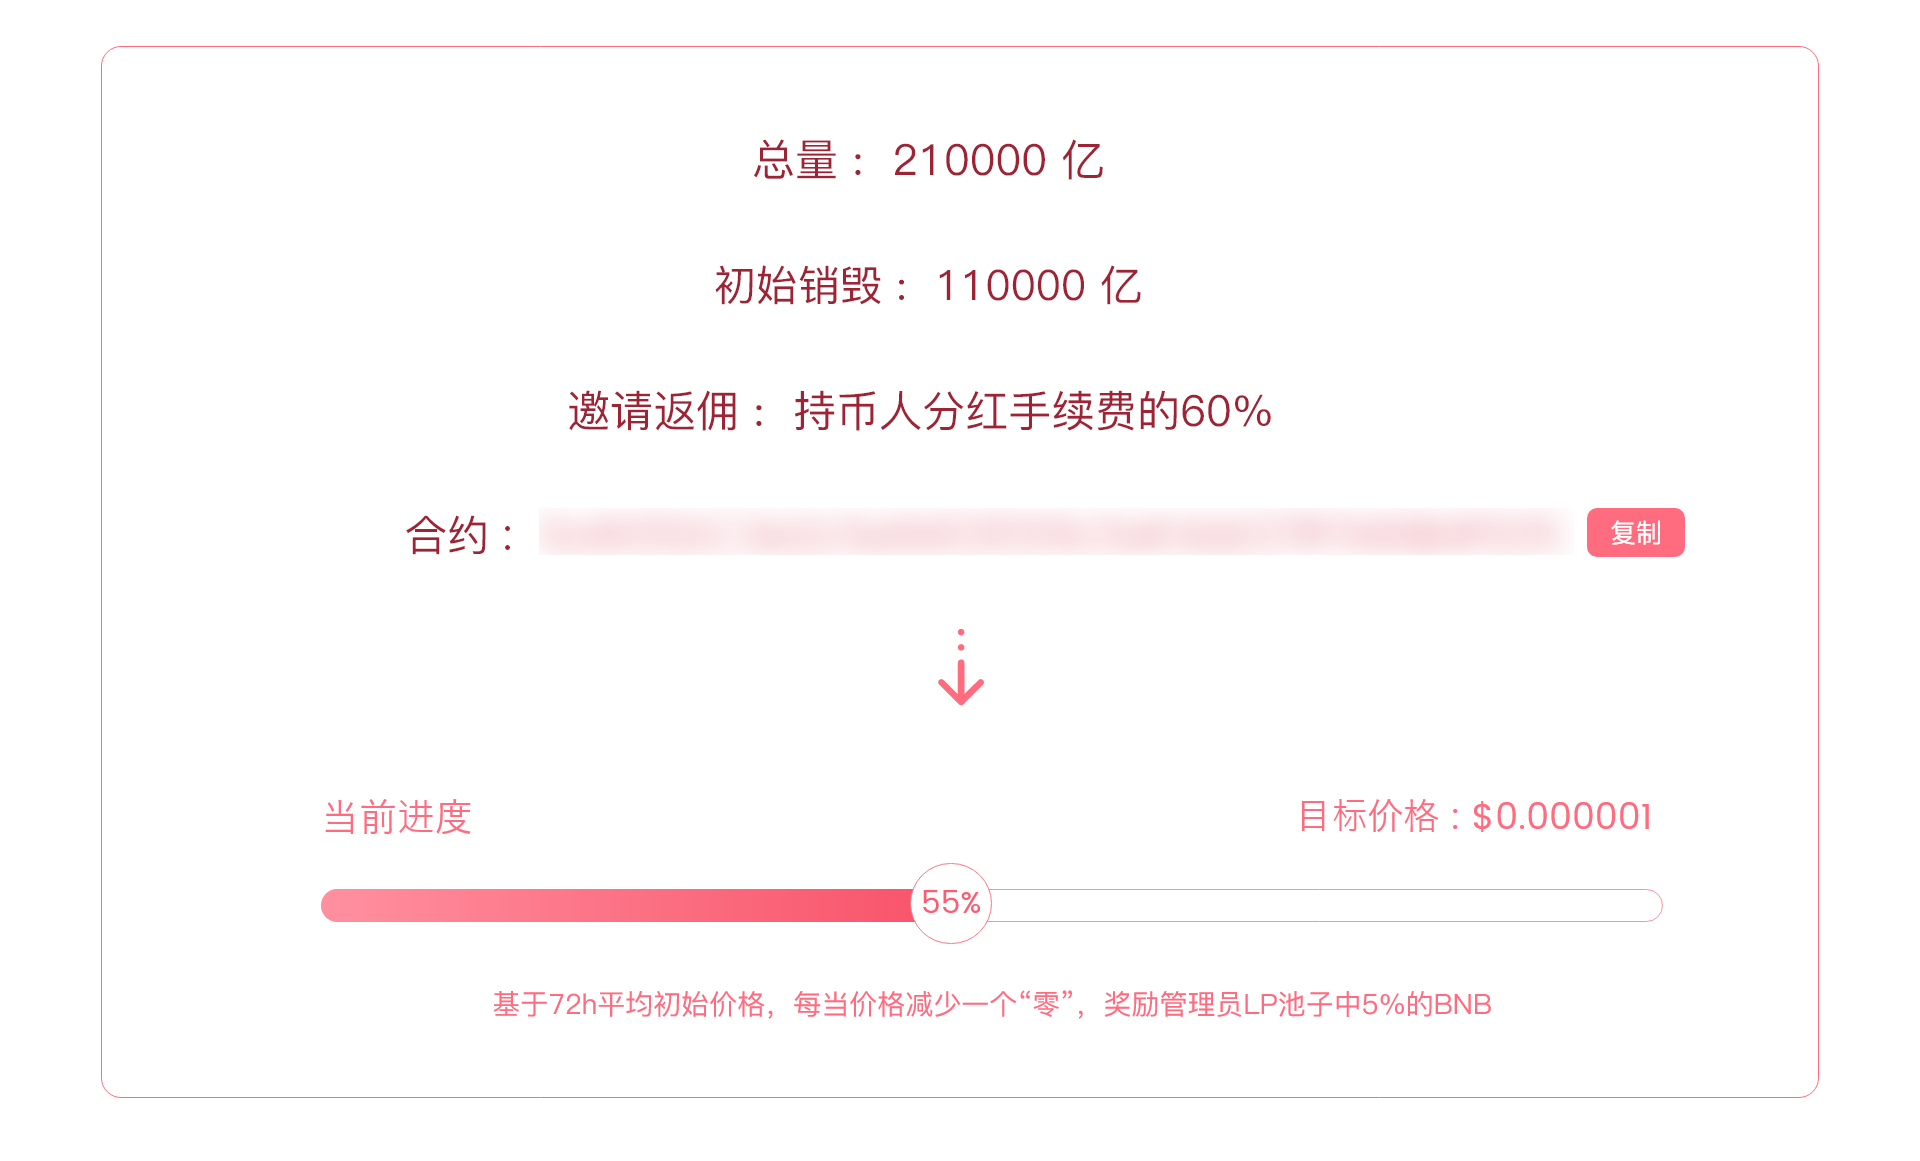 总量： 210000 亿
初始销毁： 110000 亿
邀请返佣： 持币人分红手续费的60%
合约：
复制
当前进度
目标价格：$0.000001
55%
基于72h平均初始价格，每当价格减少一个“零”，奖励管理员LP池子中5%的BNB